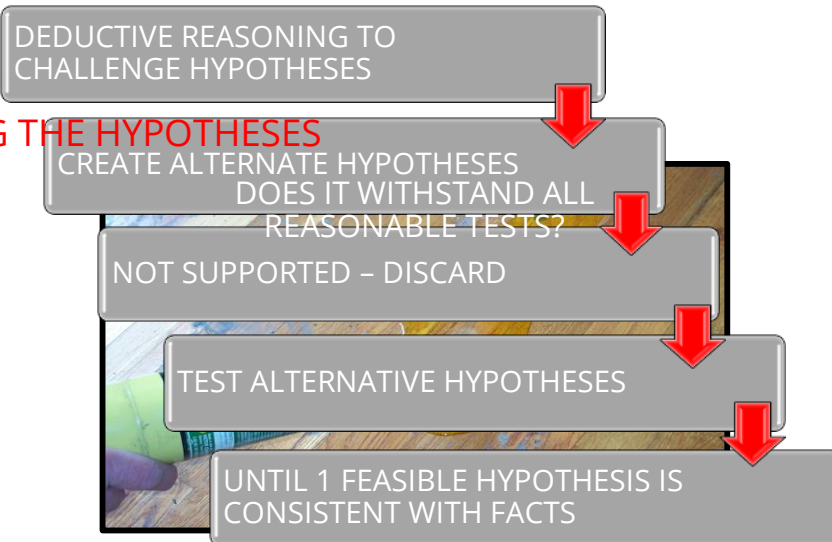 DEDUCTIVE REASONING TO
CHALLENGE HYPOTHESES
G THE HYPOTHESES
CREATE ALTERNATE HYPOTHESES
DOES IT WITHSTAND ALL
REASONABLE TESTS?
NOT SUPPORTED – DISCARD
TEST ALTERNATIVE HYPOTHESES
UNTIL 1 FEASIBLE HYPOTHESIS IS
CONSISTENT WITH FACTS